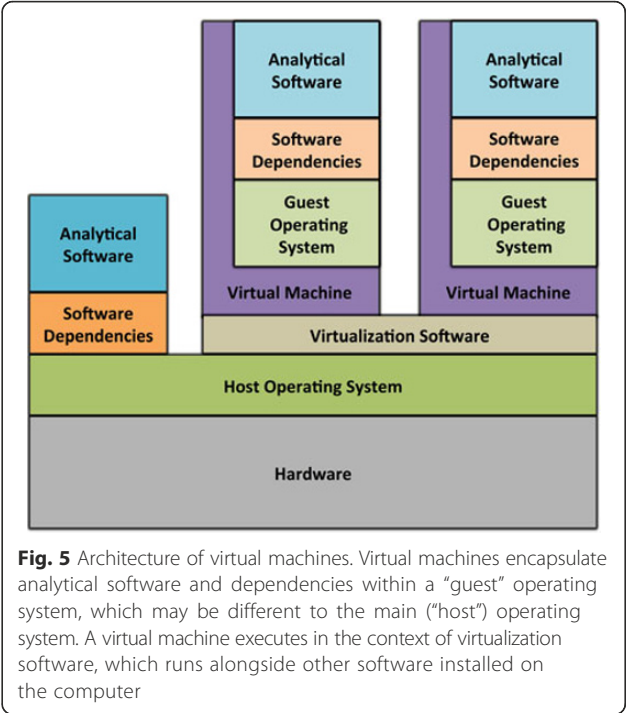 Analytical
Software
Analytical
Software
Software
Dependencies
Software
Dependencies
Guest
Operating
System
Guest
Operating
System
Analytical
Software
Virtual Machine
Virtual Machine
Software
Dependencies
Virtualization Software
Host Operating System
Hardware
Fig. 5 Architecture of virtual machines. Virtual machines encapsulate
analytical software and dependencies within a “guest” operating
system, which may be different to the main (“host”) operating
system. A virtual machine executes in the context of virtualization
software, which runs alongside other software installed on
the computer